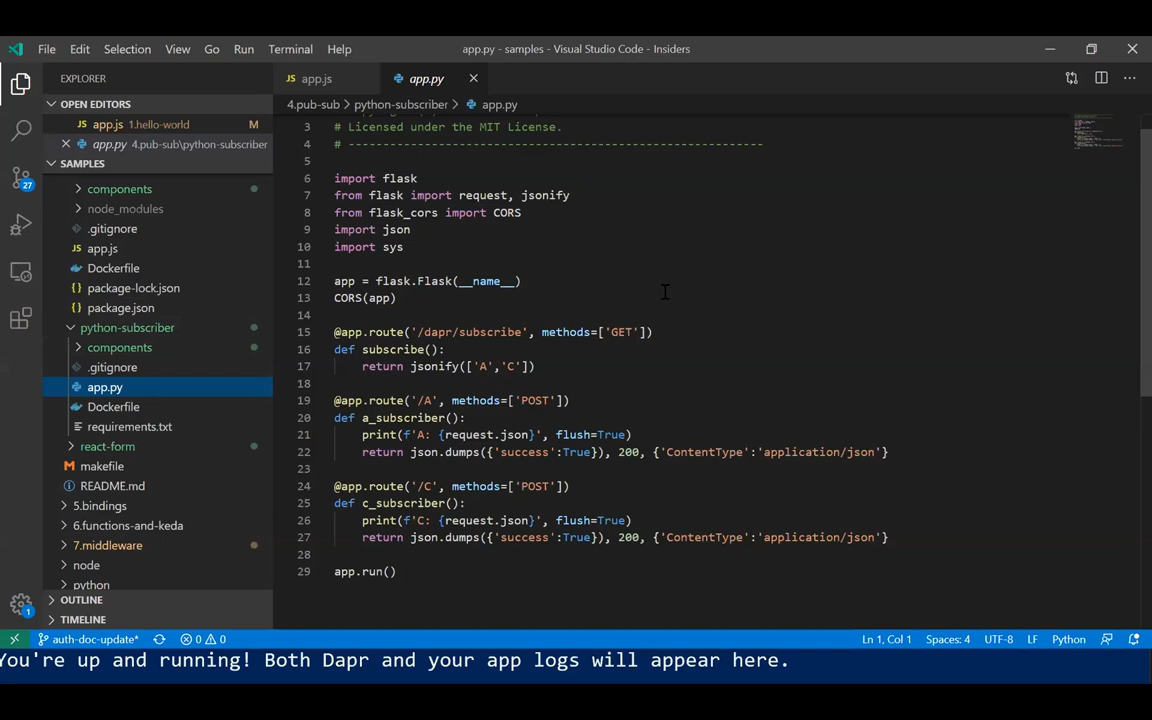 File Edit Selection View Go Run Terminal Help
app.py - samples - Visual Studio Code - Insiders
EXPLORER
OPEN EDITORS
app.js 1.hello-world M
app.py 4.pub-sub\python-subscriber
SAMPLES
components
node_modules
.gitignore
app.js
Dockerfile
package-lock.json
package.json
python-subscriber
components
.gitignore
app.py
Dockerfile
requirements.txt
react-form
makefile
README.md
5.bindings
6.functions-and-keda
7.middleware
node
python
OUTLINE
TIMELINE
27
1
JS app.js
app.py
4.pub-sub > python-subscriber > app.py
3 # Licensed under the MIT License.
4 # ------------------------------------------------------------
5
6 import flask
7 from flask import request, jsonify
8 from flask_cors import CORS
9 import json
10 import sys
11
12 app = flask.Flask(__name__)
13 CORS(app)
14
15 @app.route('/dapr/subscribe', methods=['GET'])
16 def subscribe():
17 return jsonify(['A','C'])
18
19 @app.route('/A', methods=['POST'])
20 def a_subscriber():
21 print(f'A: {request.json}', flush=True)
22 return json.dumps({'success':True}), 200, {'ContentType':'application/json'}
23
24 @app.route('/C', methods=['POST'])
25 def c_subscriber():
26 print(f'C: {request.json}', flush=True)
27 return json.dumps({'success':True}), 200, {'ContentType':'application/json'}
28
29 app.run()
auth-doc-update* 0 0
Ln 1, Col 1 Spaces: 4 UTF-8 LF Python
You're up and running! Both Dapr and your app logs will appear here.